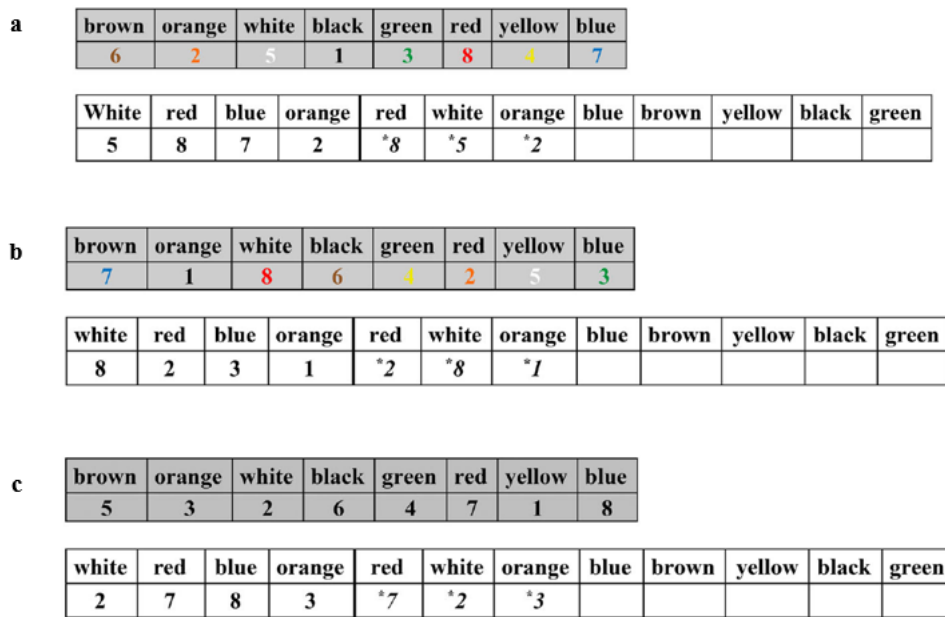 a
brown orange white black green red yellow blue
6 2 5 1 3 8 4 7
White red blue orange red white orange blue brown yellow black green
5 8 7 2 *8 *5 *2
b
brown orange white black green red yellow blue
7 1 8 6 4 2 5 3
white red blue orange red white orange blue brown yellow black green
8 2 3 1 *2 *8 *1
c
brown orange white black green red yellow blue
5 3 2 6 4 7 1 8
white red blue orange red white orange blue brown yellow black green
2 7 8 3 *7 *2 *3